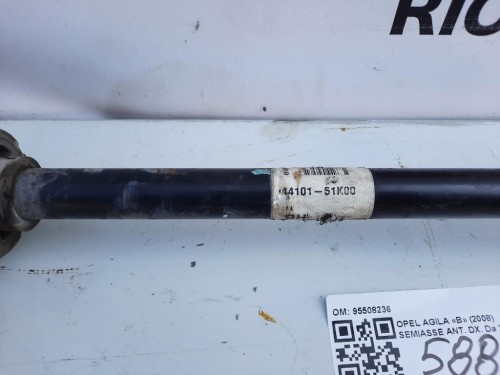 RIC
44101-51K00
OM: 95509236
OPEL AGILA «B» (2008)
SEMIASSE ANT. DX. Da
588